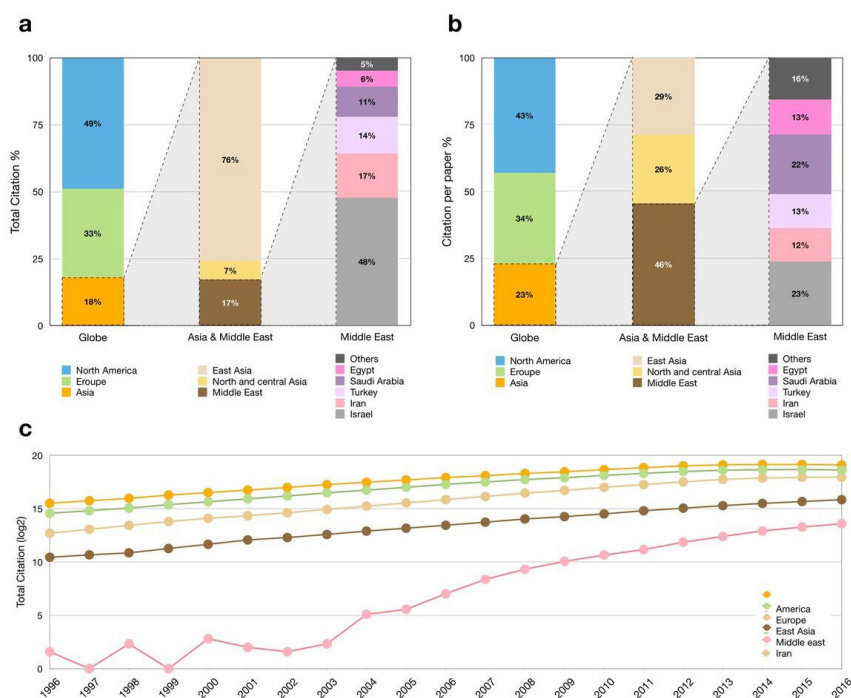 a
b
Total Citation %
100
75
50
25
0
49%
33%
18%
76%
7%
17%
5%
6%
11%
14%
17%
48%
Globe
Asia & Middle East
Middle East
North America
Eroupe
Asia
East Asia
North and central Asia
Middle East
Others
Egypt
Saudi Arabia
Turkey
Iran
Israel
Citation per paper %
100
75
50
25
0
43%
34%
23%
29%
26%
46%
16%
13%
22%
13%
12%
23%
Globe
Asia & Middle East
Middle East
North America
Eroupe
Asia
East Asia
North and central Asia
Middle East
Others
Egypt
Saudi Arabia
Turkey
Iran
Israel
c
Total Citation (log2)
20
15
10
5
0
America
Europe
East Asia
Middle east
Iran
1996
1997
1998
1999
2000
2001
2002
2003
2004
2005
2006
2007
2008
2009
2010
2011
2012
2013
2014
2015
2016